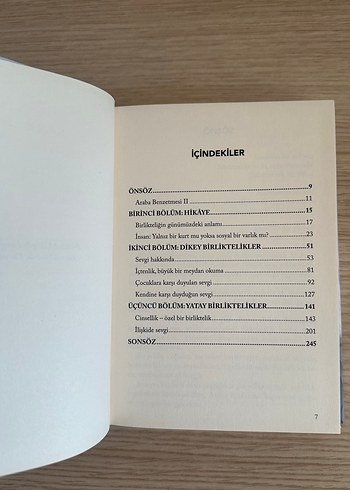 İÇİNDEKİLER
ÖNSÖZ 9
Araba Benzetmesi II 11
BİRİNCİ BÖLÜM: HİKÂYE 15
Birlikteliğin günümüzdeki anlamı 17
İnsan: Yalnız bir kurt mu yoksa sosyal bir varlık mı? 23
İKİNCİ BÖLÜM: DİKEY BİRLİKTELİKLER 51
Sevgi hakkında 53
İçtenlik, büyük bir meydan okuma 81
Çocuklara karşı duyulan sevgi 92
Kendine karşı duyduğun sevgi 127
ÜÇÜNCÜ BÖLÜM: YATAY BİRLİKTELİKLER 141
Cinsellik – özel bir birliktelik 143
İlişkide sevgi 201
SONSÖZ 245
7